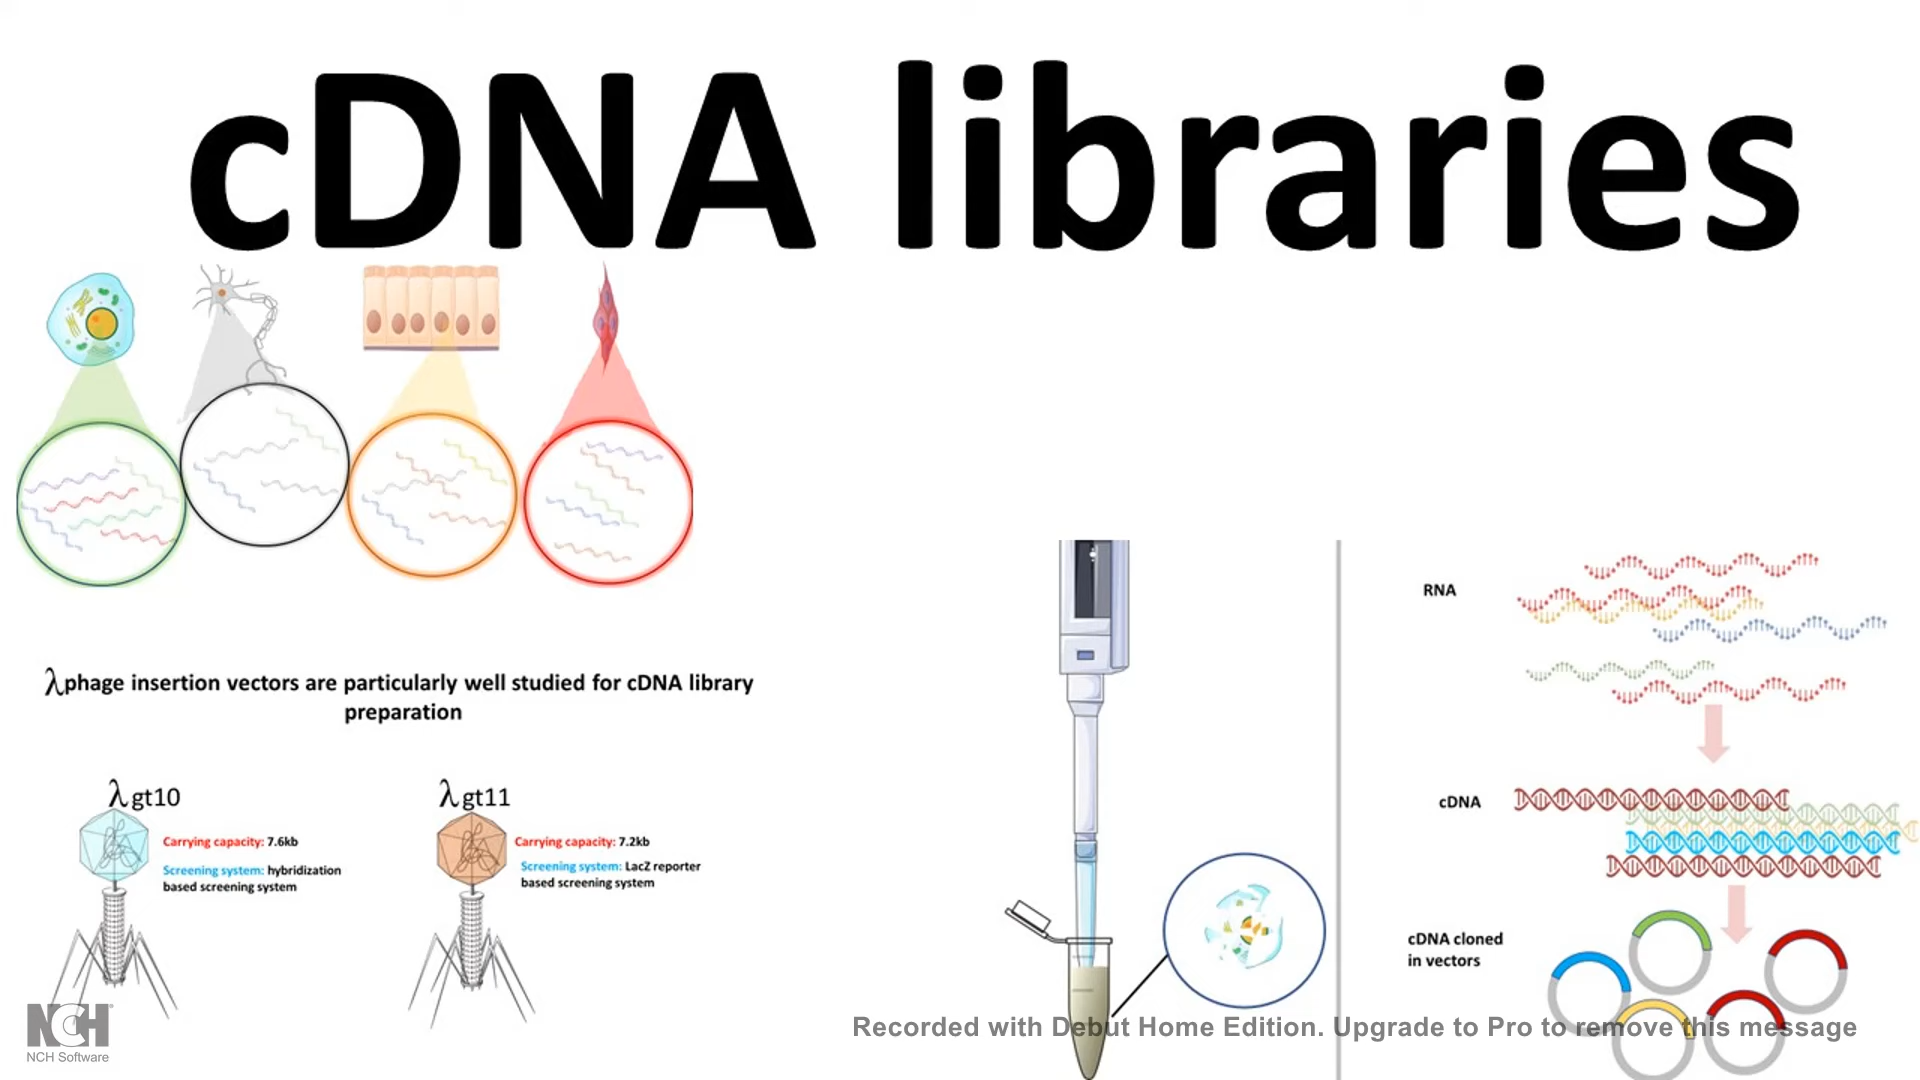 cDNA libraries
λphage insertion vectors are particularly well studied for cDNA library
preparation
λgt10
Carrying capacity: 7.6kb
Screening system: hybridization
based screening system
λgt11
Carrying capacity: 7.2kb
Screening system: LacZ reporter
based screening system
RNA
cDNA
cDNA cloned
in vectors
NCH
NCH Software
Recorded with Debut Home Edition. Upgrade to Pro to remove this message